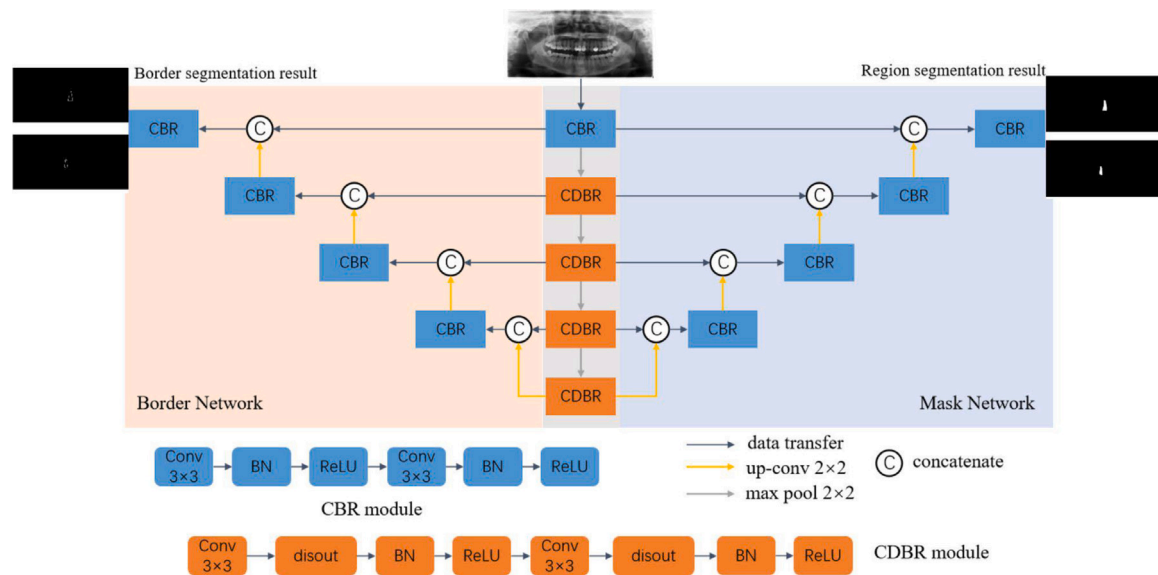 Border segmentation result
Region segmentation result
CBR
C
CBR
C
CBR
CBR
C
CDBR
C
CBR
CBR
C
CDBR
C
CBR
CBR
C
CDBR
C
CBR
CDBR
Border Network
Mask Network
Conv
3×3
BN
ReLU
Conv
3×3
BN
ReLU
CBR module
data transfer
up-conv 2×2
max pool 2×2
C
concatenate
Conv
3×3
disout
BN
ReLU
Conv
3×3
disout
BN
ReLU
CDBR module